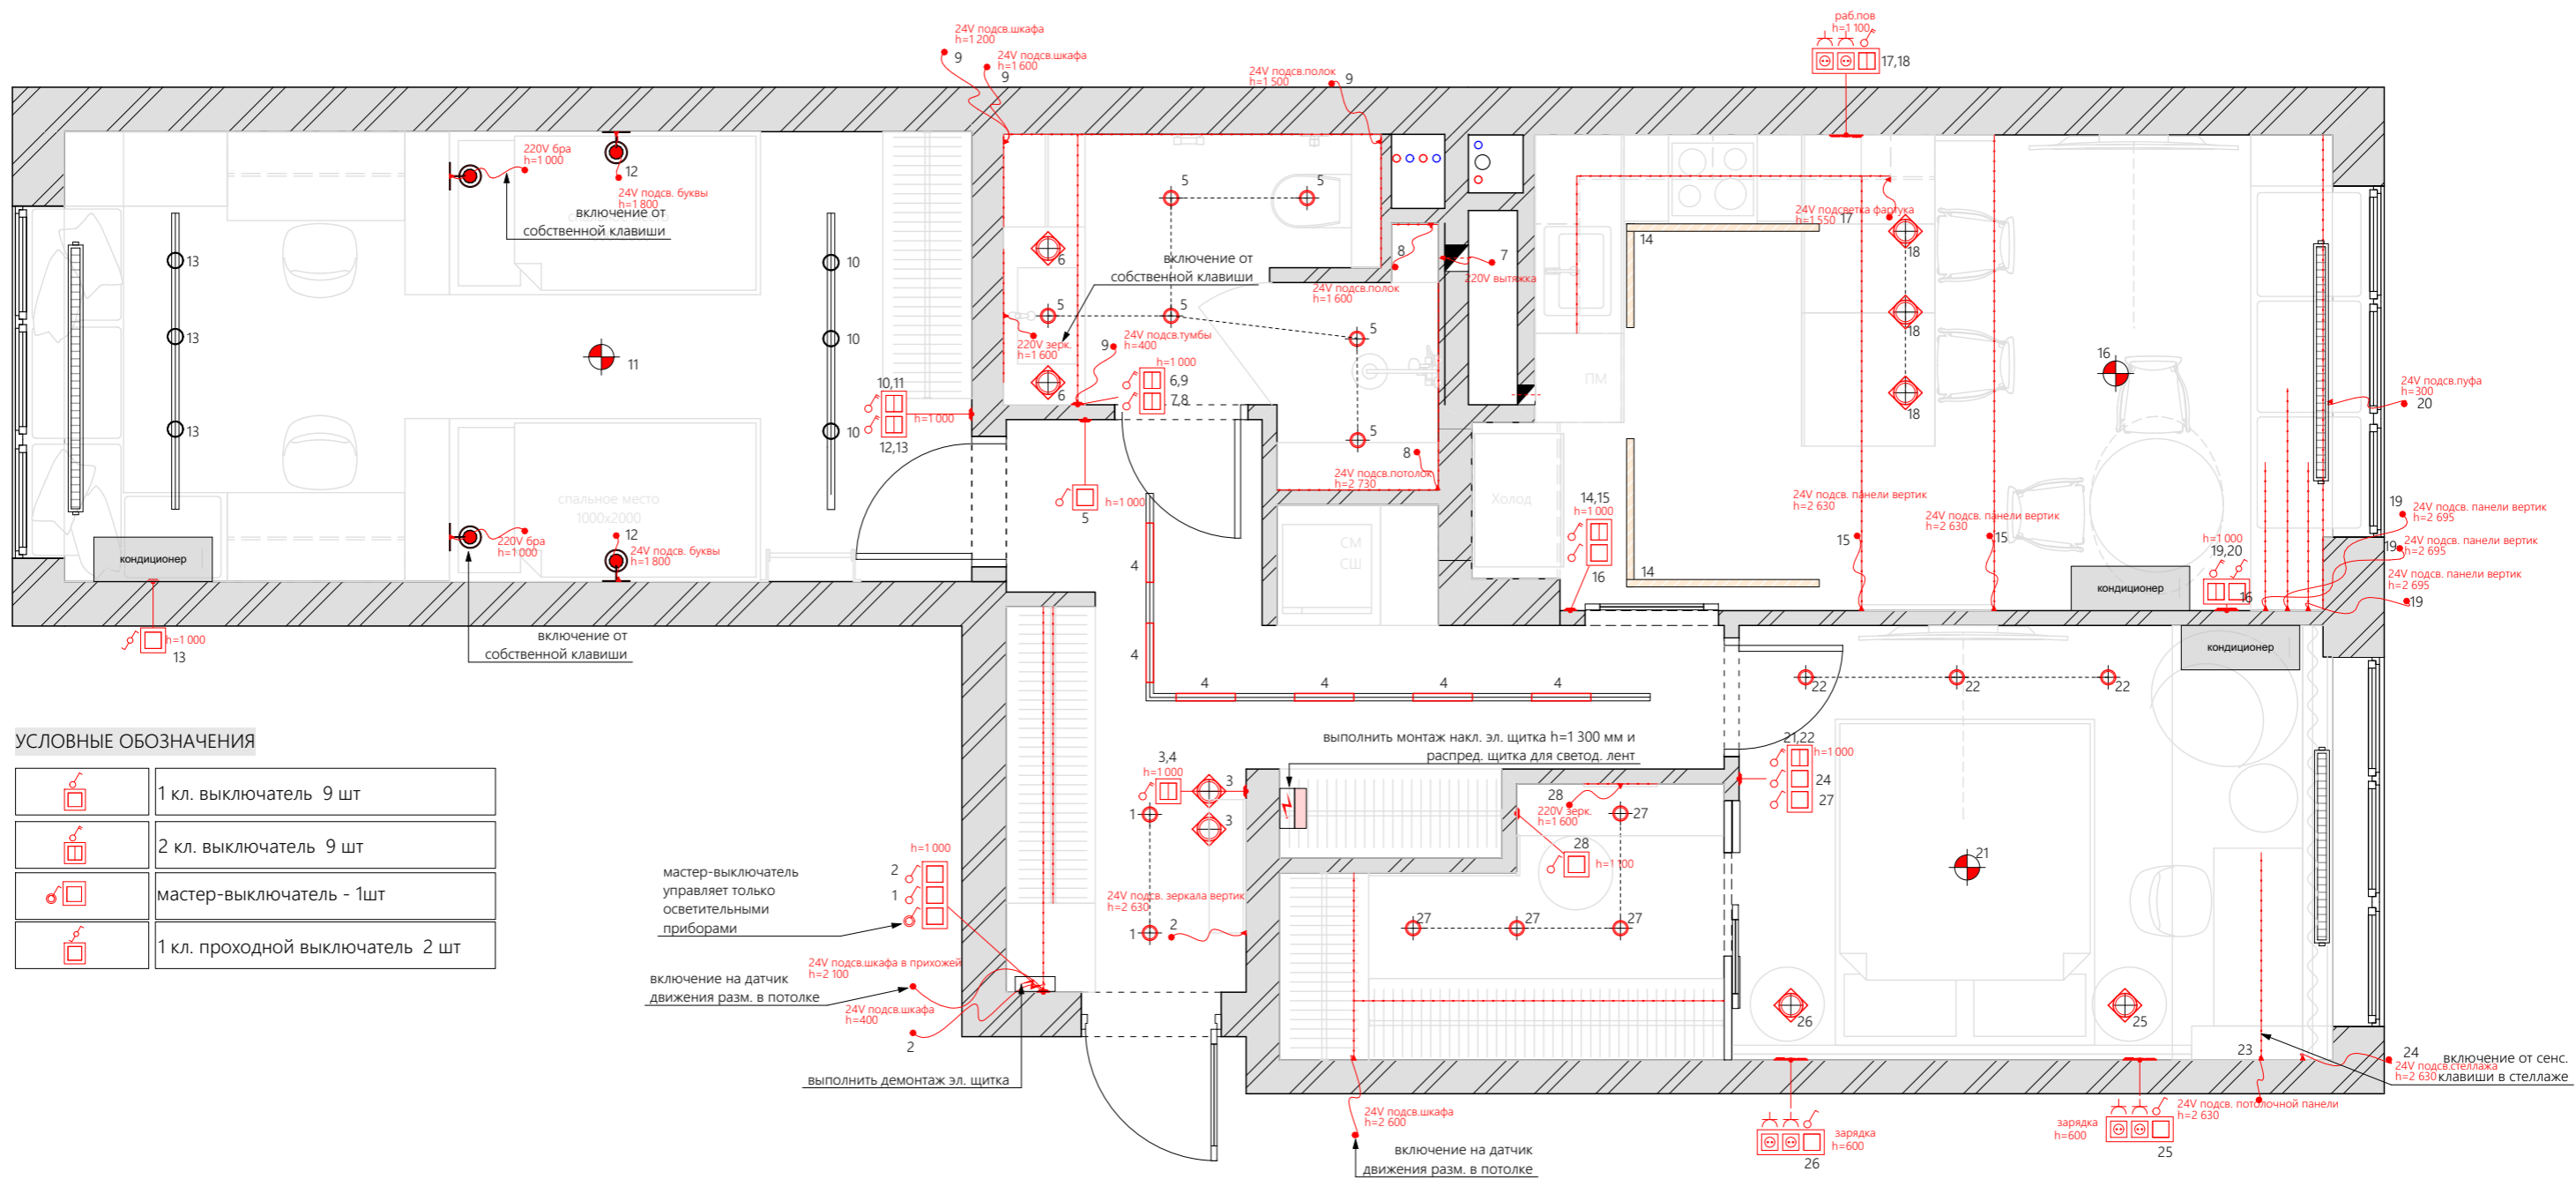 24V подсв.шкафа
h=1 200
9
24V подсв.шкафа
h=1 600
9
24V подсв.полок
h=1 500
9
раб.пов
h=1 100
17,18
220V бра
h=1 000
12
24V подсв. буквы
h=1 800
включение от
собственной клавиши
13
13
13
10
10
10
11
10,11
h=1 000
12,13
5
5
6
включение от
собственной клавиши
5
5
5
220V зерк.
h=1 600
9
24V подсв.тумбы
h=400
6
h=1 000
6,9
7,8
5
8
24V подсв.полок
h=1 600
7
220V вытяжка
8
24V подсв.потолок
h=2 730
h=1 000
5
14
17
24V подсветка фартука
h=1 550
18
18
18
ПМ
Холод
16
24V подсв.пуфа
h=300
20
24V подсв. панели вертик
h=2 630
24V подсв. панели вертик
h=2 630
15
15
14,15
h=1 000
16
14
19
24V подсв. панели вертик
h=2 695
19
24V подсв. панели вертик
h=2 695
24V подсв. панели вертик
h=2 695
19
h=1 000
19,20
16
кондиционер
кондиционер
кондиционер
спальное место
1000x2000
220V бра
h=1 000
12
24V подсв. буквы
h=1 800
h=1 000
13
включение от
собственной клавиши
СМ
СШ
4
4
4
4
4
4
22
22
22
УСЛОВНЫЕ ОБОЗНАЧЕНИЯ
1 кл. выключатель 9 шт
2 кл. выключатель 9 шт
мастер-выключатель - 1шт
1 кл. проходной выключатель 2 шт
выполнить монтаж накл. эл. щитка h=1 300 мм и
распред. щитка для светод. лент
3,4
h=1 000
3
3
1
1
24V подсв. зеркала вертик
h=2 630
2
h=1 000
2
1
мастер-выключатель
управляет только
осветительными
приборами
24V подсв.шкафа в прихожей
h=2 100
включение на датчик
движения разм. в потолке
24V подсв.шкафа
h=400
2
выполнить демонтаж эл. щитка
28
220V зерк.
h=1 600
28
h=1 100
27
27
27
27
21,22
h=1 000
24
27
21
26
25
23
24
включение от сенс.
клавиши в стеллаже
24V подсв.стеллажа
h=2 630
24V подсв. потолочной панели
h=2 630
зарядка
h=600
25
зарядка
h=600
26
24V подсв.шкафа
h=2 600
включение на датчик
движения разм. в потолке